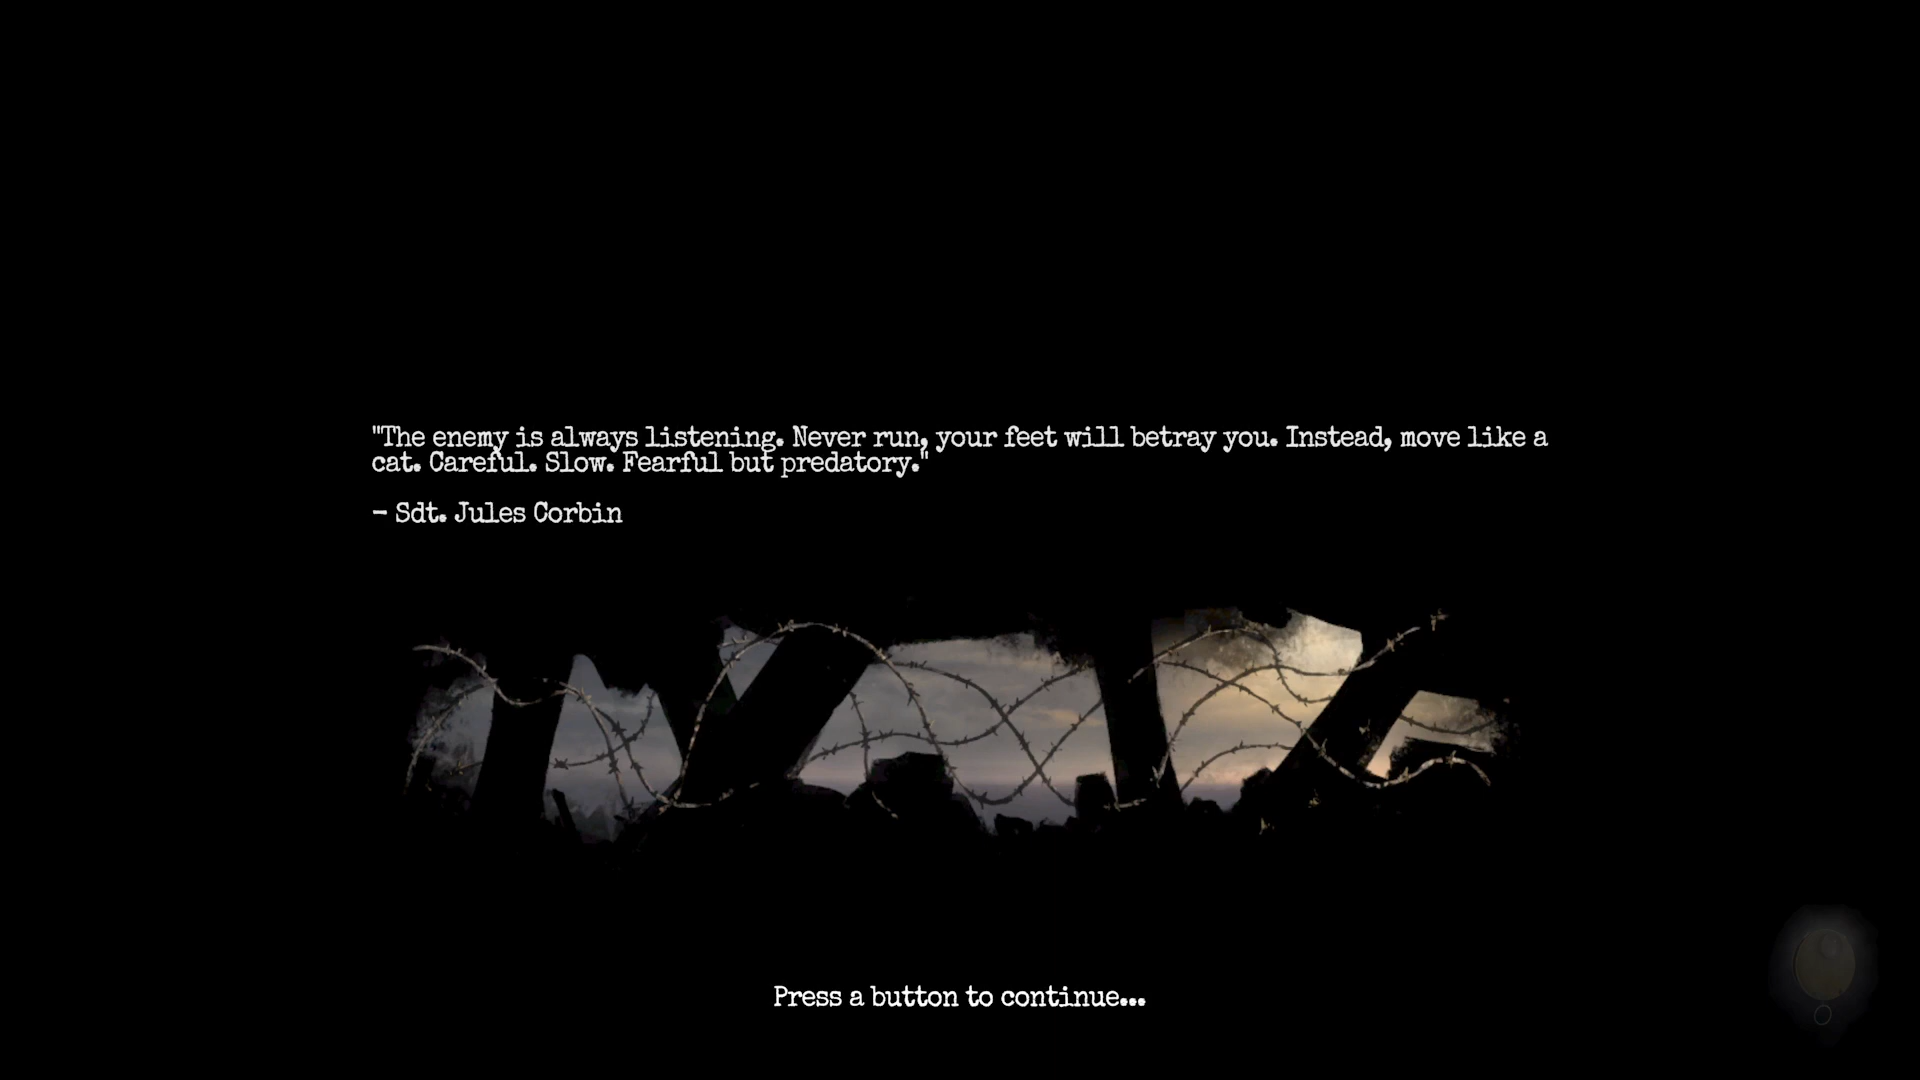 "The enemy is always listening. Never run, your feet will betray you. Instead, move like a
cat. Careful. Slow. Fearful but predatory."
- Sdt. Jules Corbin
Press a button to continue...